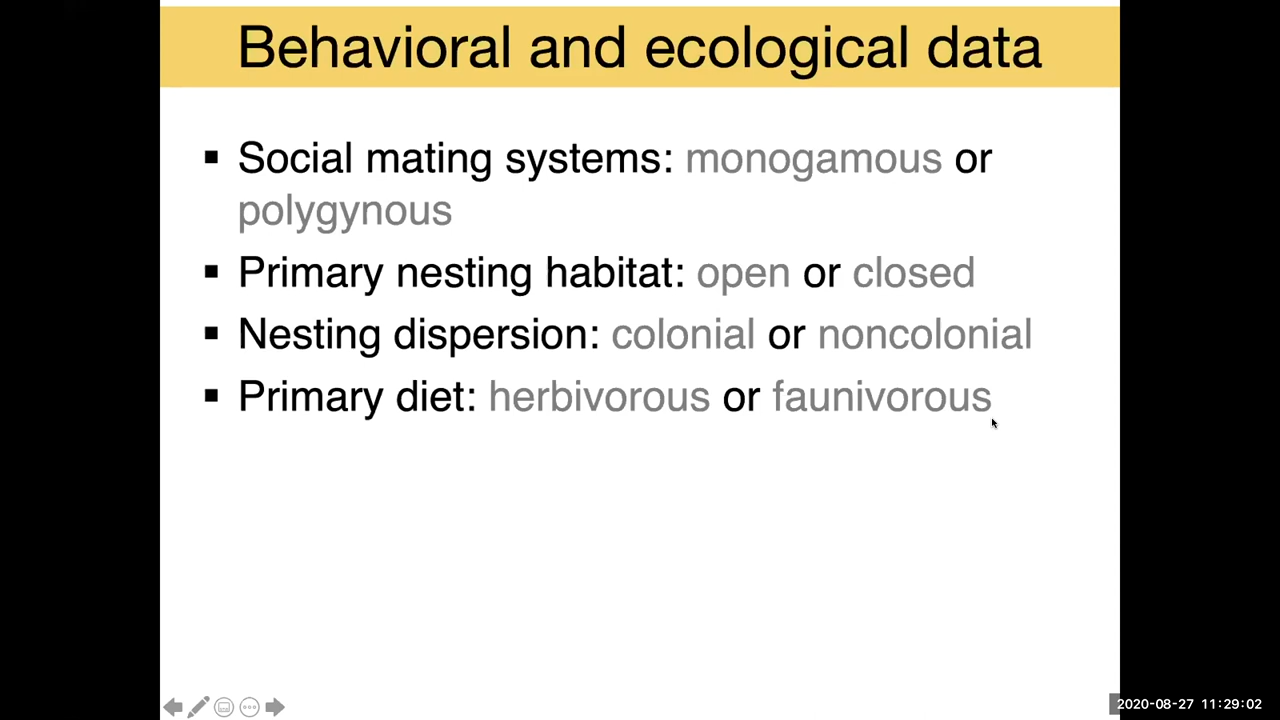 Behavioral and ecological data
▪ Social mating systems: monogamous or
polygynous
▪ Primary nesting habitat: open or closed
▪ Nesting dispersion: colonial or noncolonial
▪ Primary diet: herbivorous or faunivorous
2020-08-27 11:29:02